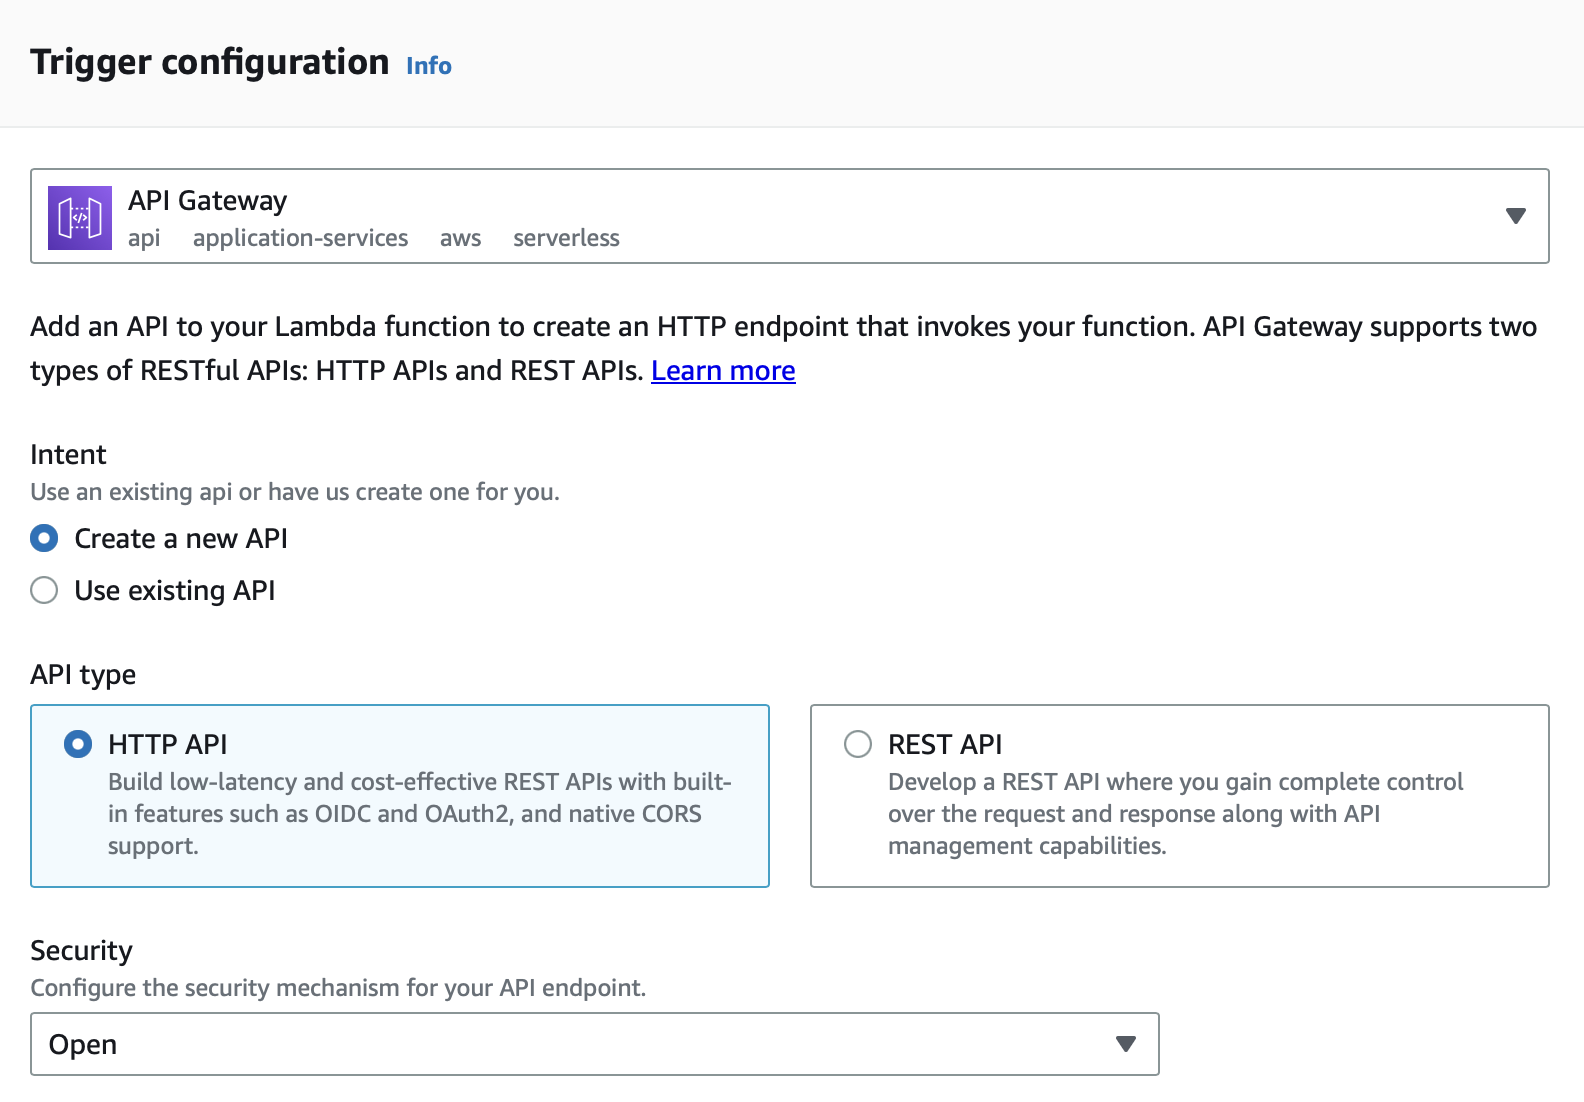 Trigger configuration Info
API Gateway
api application-services aws serverless
Add an API to your Lambda function to create an HTTP endpoint that invokes your function. API Gateway supports two
types of RESTful APIs: HTTP APIs and REST APIs. Learn more
Intent
Use an existing api or have us create one for you.
Create a new API
Use existing API
API type
HTTP API
Build low-latency and cost-effective REST APIs with built-
in features such as OIDC and OAuth2, and native CORS
support.
REST API
Develop a REST API where you gain complete control
over the request and response along with API
management capabilities.
Security
Configure the security mechanism for your API endpoint.
Open